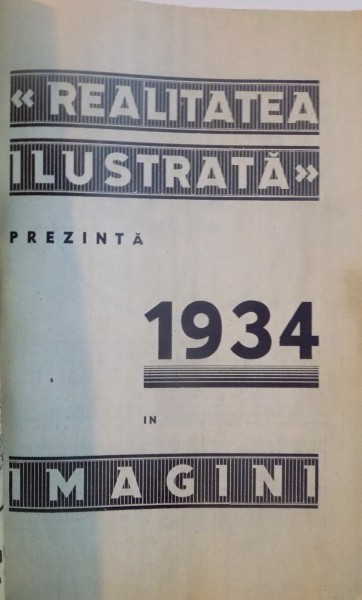 « REALITATEA
ILUSTRATĂ»
PREZINTĂ
1934
IN
IMAGINI